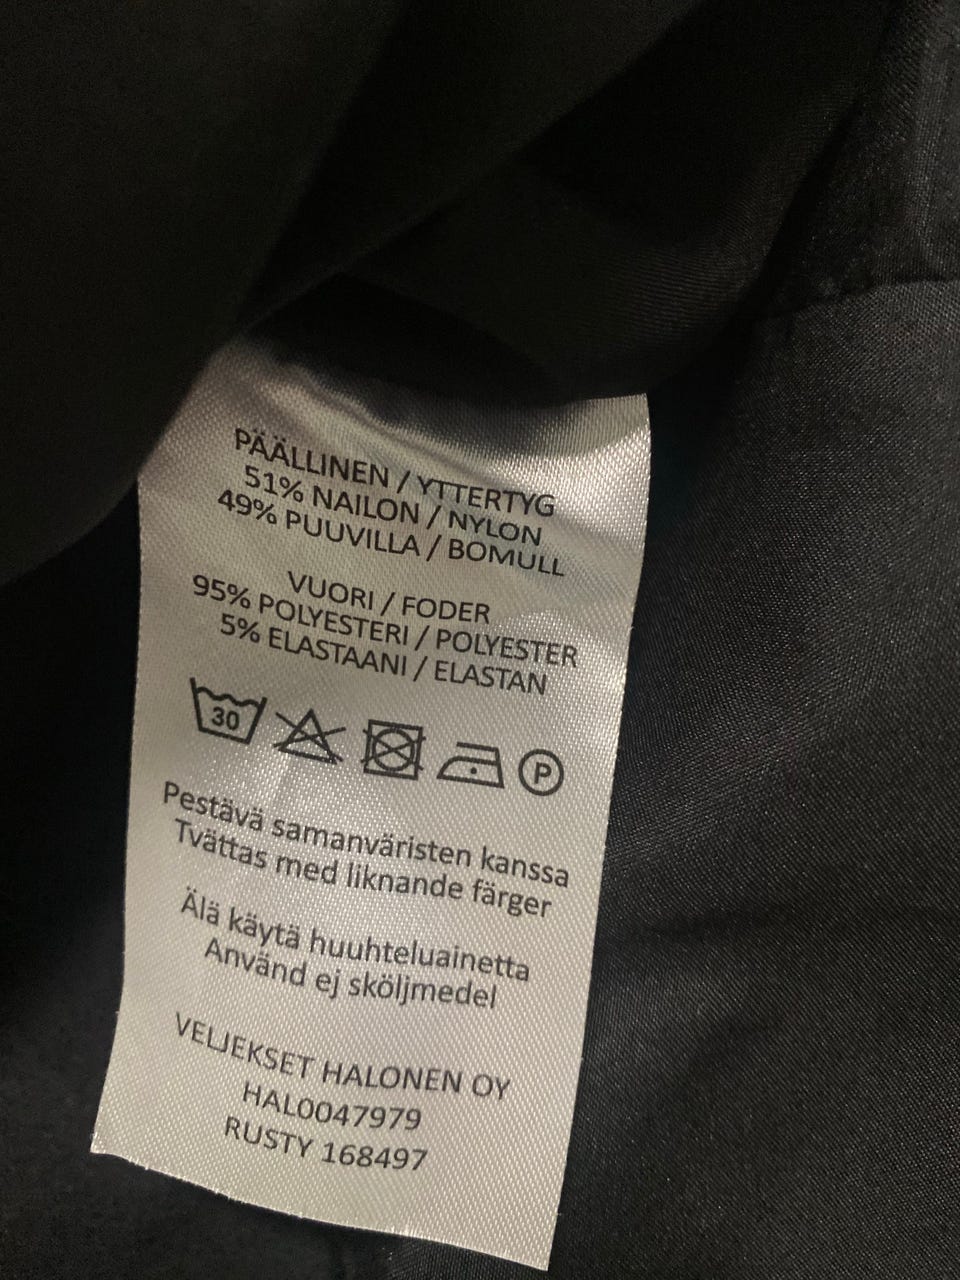 PÄÄLLINEN / YTTERTYG
51% NAILON / NYLON
49% PUUVILLA / BOMULL
VUORI / FODER
95% POLYESTERI / POLYESTER
5% ELASTAANI / ELASTAN
30
P
Pestävä samanväristen kanssa
Tvättas med liknande färger
Älä käytä huuhteluainetta
Använd ej sköljmedel
VELJEKSET HALONEN OY
HAL0047979
RUSTY 168497